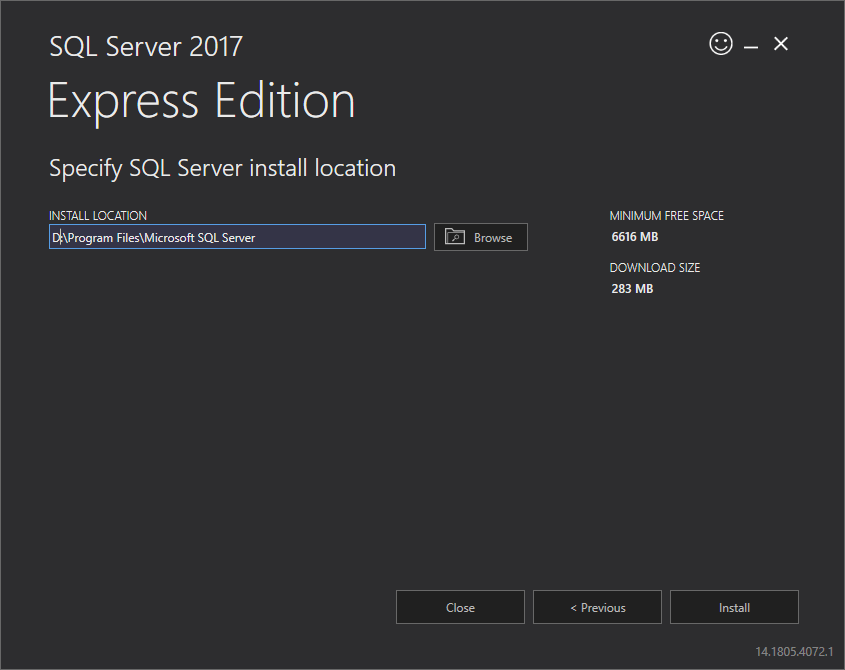 SQL Server 2017
Express Edition
Specify SQL Server install location
INSTALL LOCATION
D:\Program Files\Microsoft SQL Server
Browse
MINIMUM FREE SPACE
6616 MB
DOWNLOAD SIZE
283 MB
Close
< Previous
Install
14.1805.4072.1